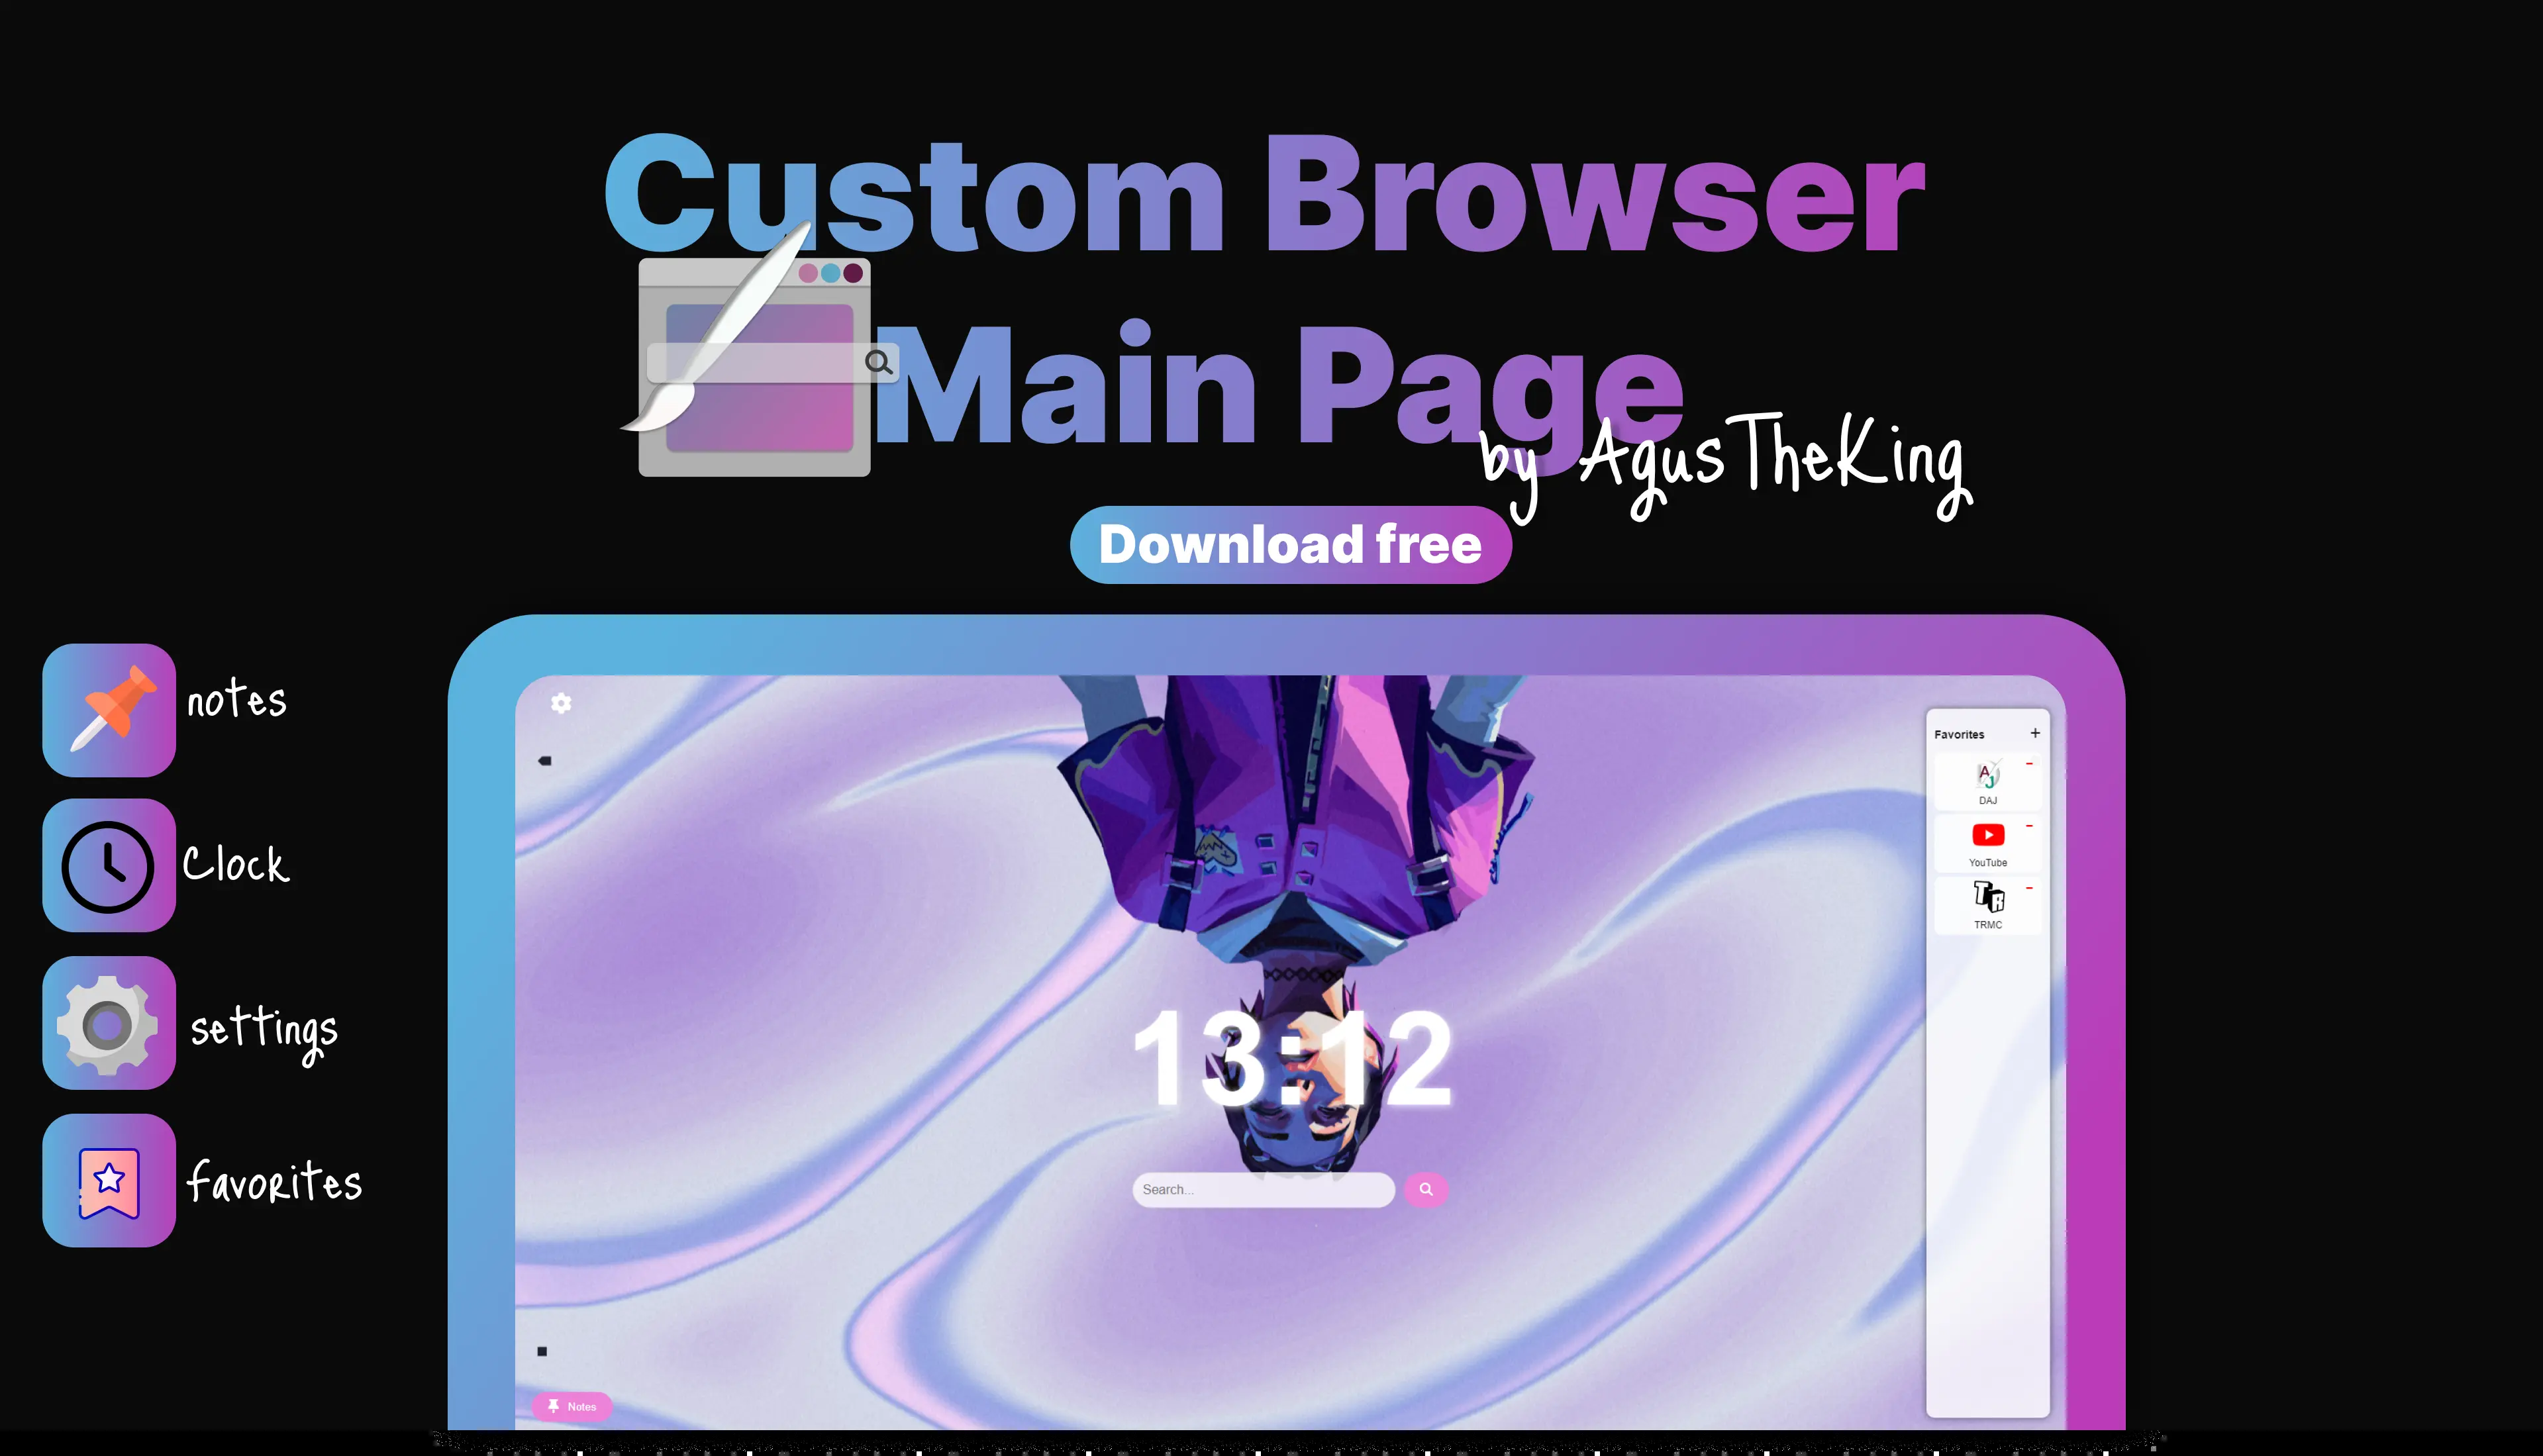 Custom Browser
Main Page
by AgusTheKing
Download free
notes
Clock
settings
favorites
Favorites +
DAJ
YouTube
TR
TRMC
13:12
Search...
Notes